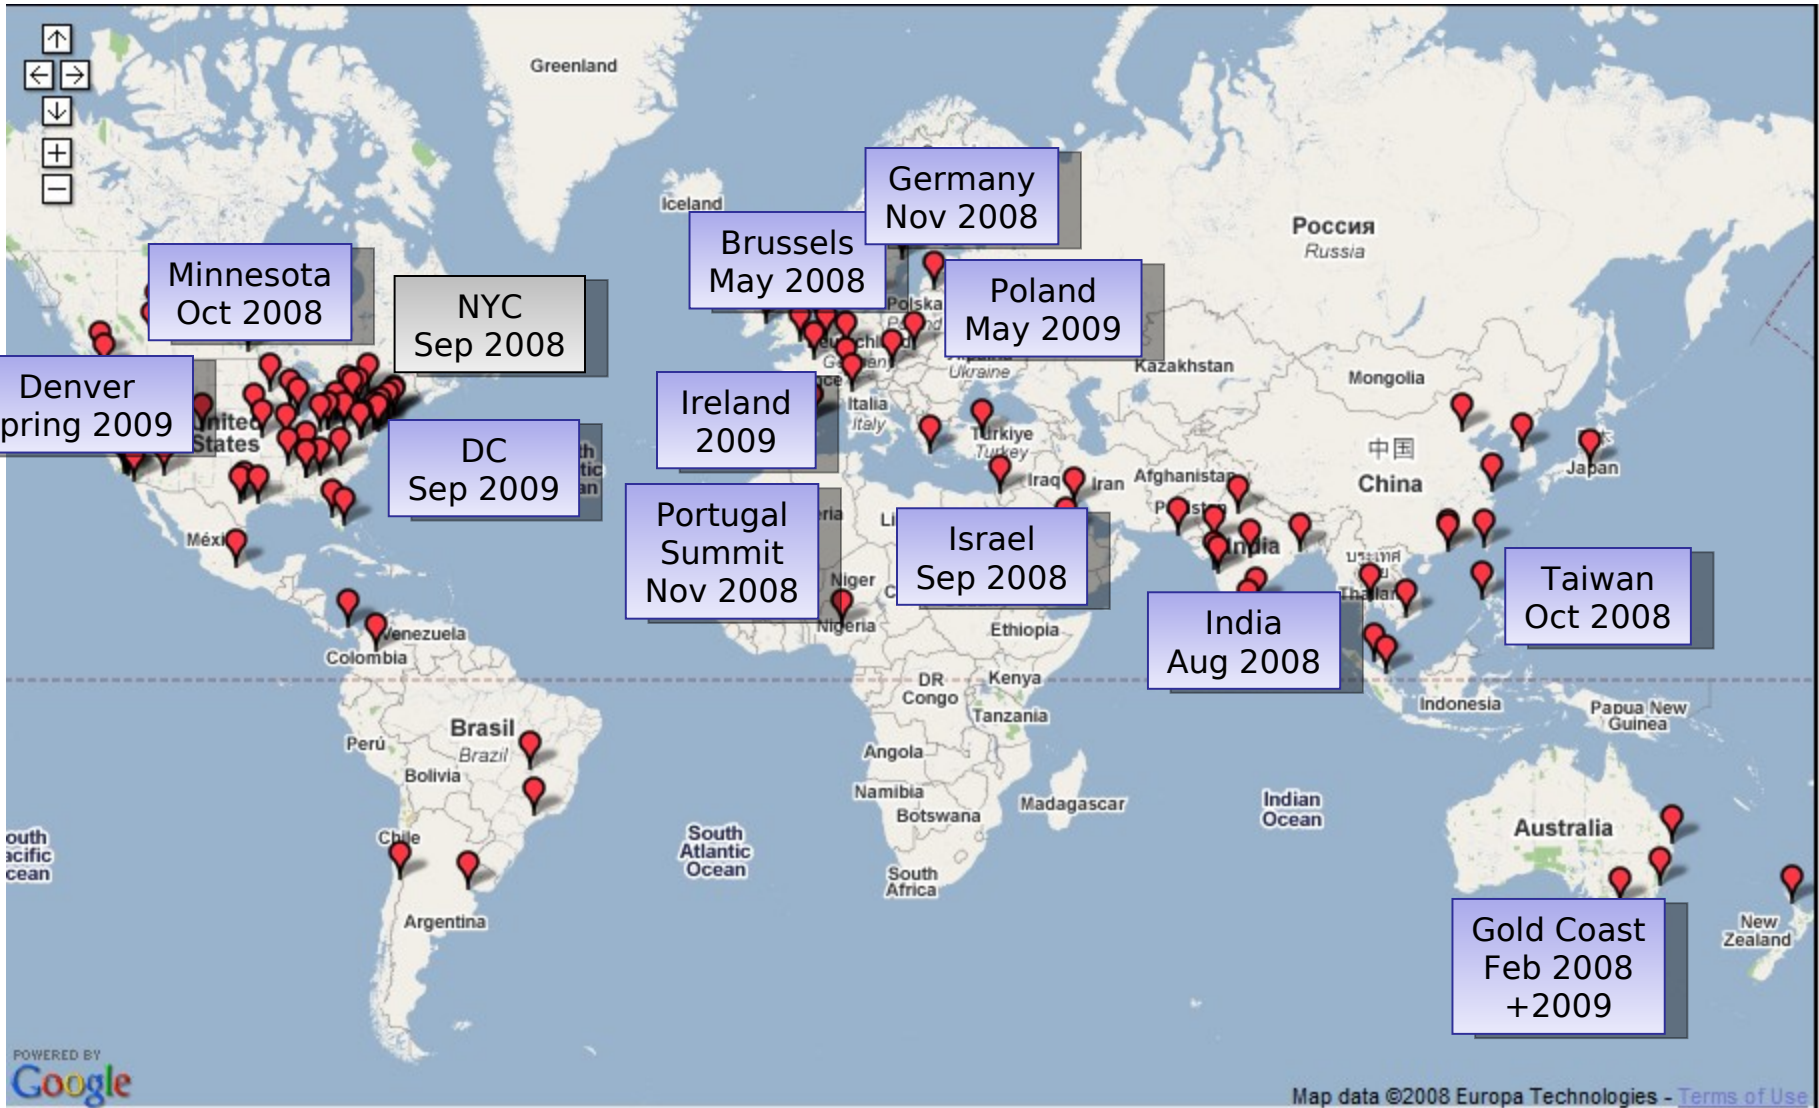 Greenland
Iceland
Germany
Nov 2008
Brussels
May 2008
Россия
Russia
Minnesota
Oct 2008
NYC
Sep 2008
Polska
Poland
May 2009
Ukraine
Kazakhstan
Mongolia
Denver
pring 2009
United
States
Ireland
2009
Italia
Italy
Türkiye
Turkey
DC
Sep 2009
Iraq
Iran
Afghanistan
中国
China
Japan
Portugal
Summit
Nov 2008
Israel
Sep 2008
India
Niger
Nigeria
Ethiopia
India
Aug 2008
Taiwan
Oct 2008
Venezuela
Colombia
DR
Congo
Kenya
Tanzania
Indonesia
Papua New
Guinea
Brasil
Brazil
Perú
Bolivia
Angola
Namibia
Botswana
Madagascar
Indian
Ocean
Australia
Chile
South
Atlantic
Ocean
outh
acific
cean
South
Africa
Argentina
Gold Coast
Feb 2008
+2009
New
Zealand
POWERED BY
Google
Map data ©2008 Europa Technologies - Terms of Use